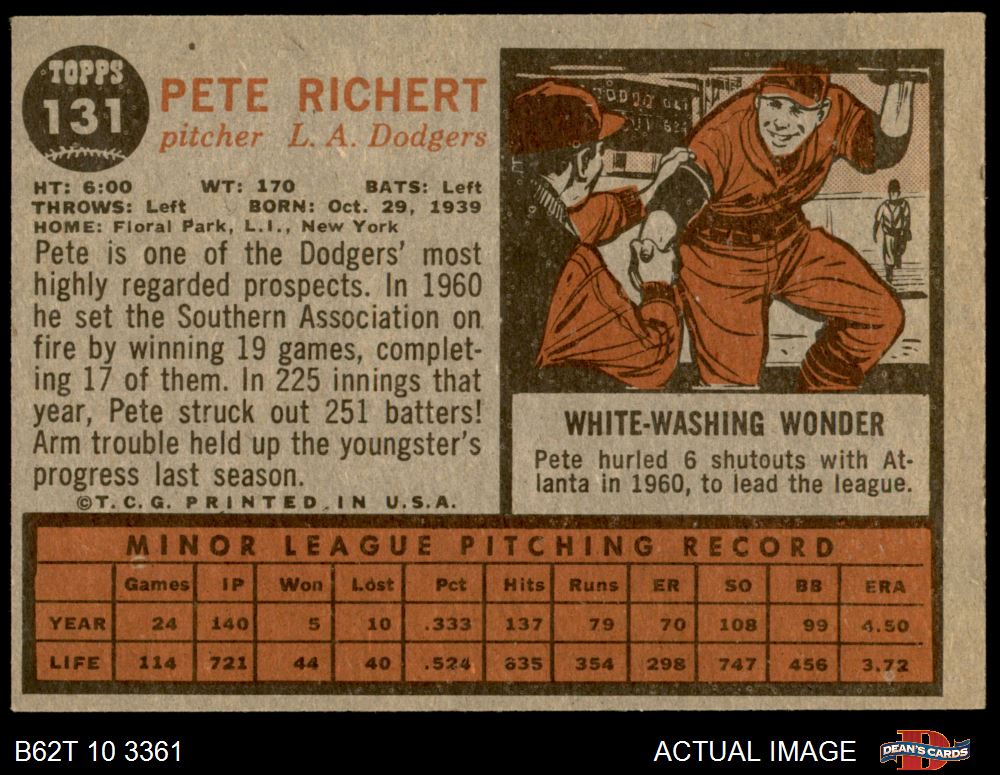 TOPPS
131
PETE RICHERT
pitcher L. A. Dodgers
HT: 6:00 WT: 170 BATS: Left
THROWS: Left BORN: Oct. 29, 1939
HOME: Floral Park, L.I., New York
Pete is one of the Dodgers' most
highly regarded prospects. In 1960
he set the Southern Association on
fire by winning 19 games, complet-
ing 17 of them. In 225 innings that
year, Pete struck out 251 batters!
Arm trouble held up the youngster's
progress last season.
©T.C.G. PRINTED IN U.S.A.
WHITE-WASHING WONDER
Pete hurled 6 shutouts with At-
lanta in 1960, to lead the league.
MINOR LEAGUE PITCHING RECORD
Games IP Won Lost Pct Hits Runs ER SO BB ERA
YEAR 24 140 5 10 .333 137 79 70 108 99 4.50
LIFE 114 721 44 40 .524 635 354 298 747 456 3.72
B62T 10 3361
ACTUAL IMAGE
DEAN'S CARDS